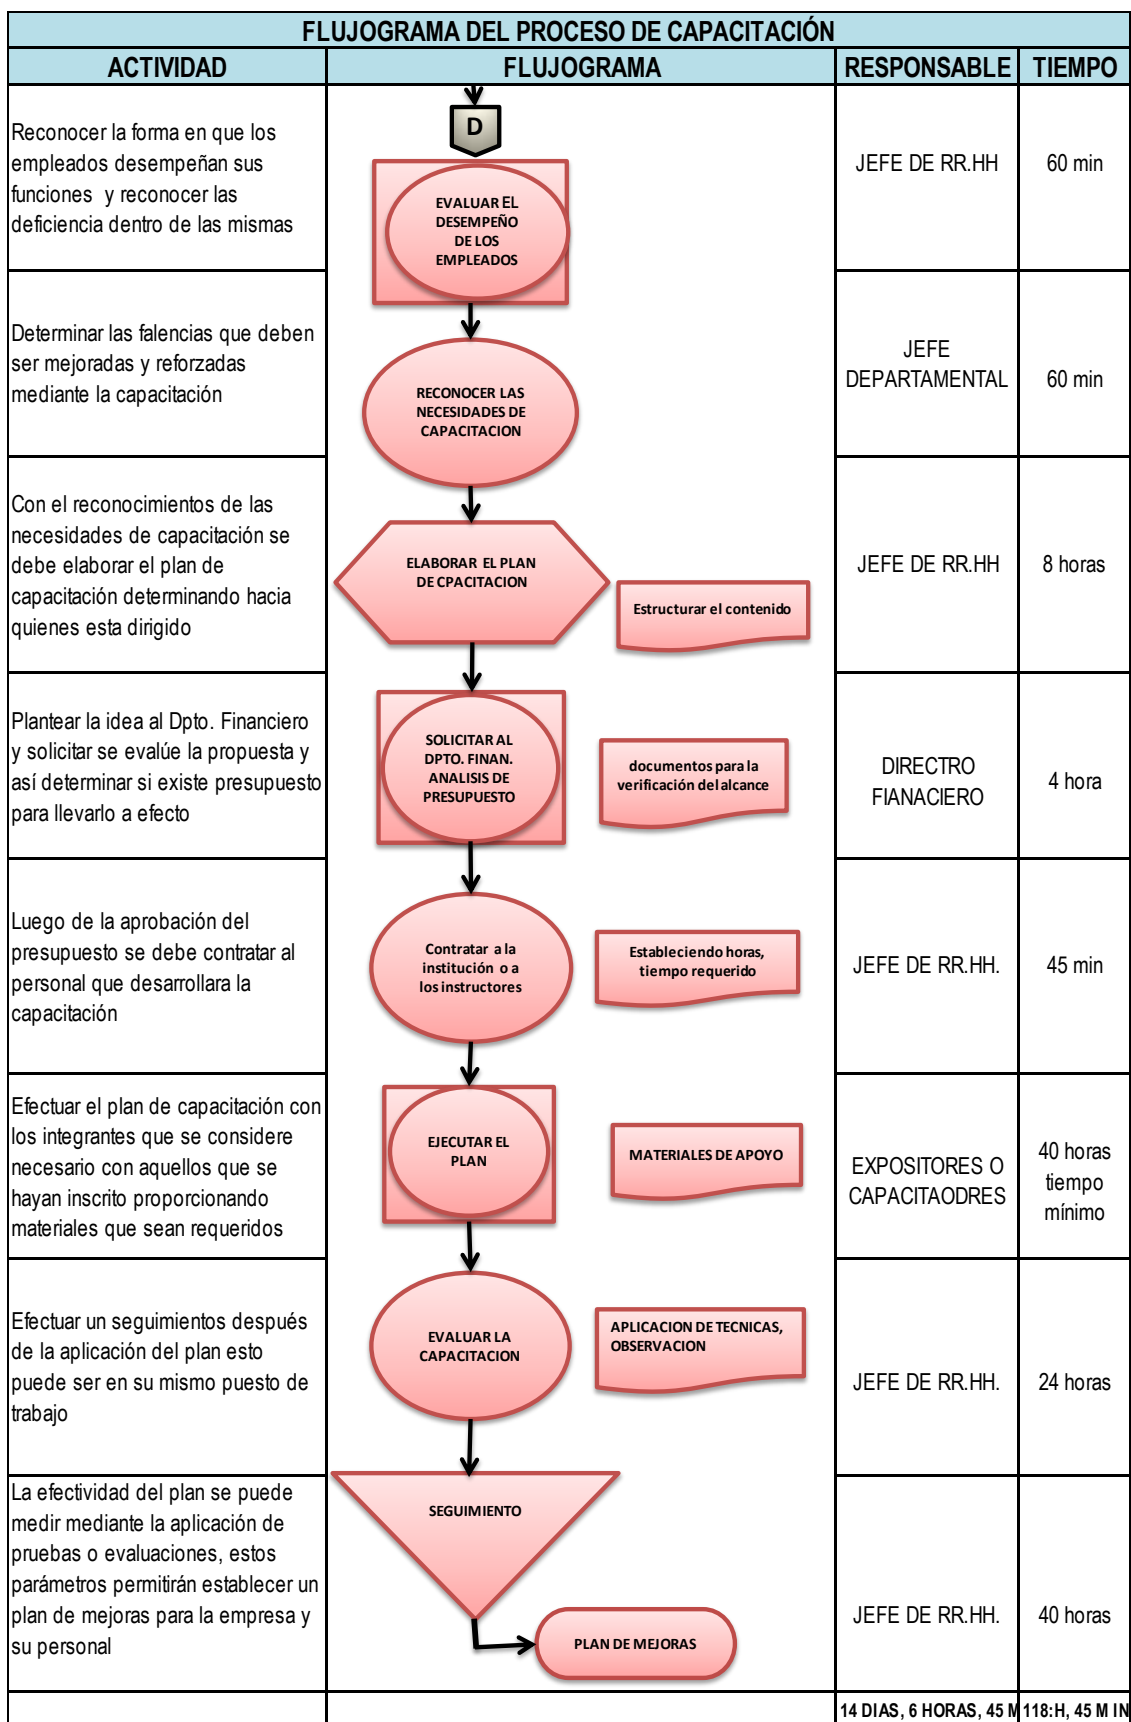 FLUJOGRAMA DEL PROCESO DE CAPACITACIÓN
ACTIVIDAD
FLUJOGRAMA
RESPONSABLE
TIEMPO
D
Reconocer la forma en que los
empleados desempeñan sus
funciones y reconocer las
deficiencia dentro de las mismas
EVALUAR EL
DESEMPEÑO
DE LOS
EMPLEADOS
JEFE DE RR.HH
60 min
Determinar las falencias que deben
ser mejoradas y reforzadas
mediante la capacitación
RECONOCER LAS
NECESIDADES DE
CAPACITACION
JEFE
DEPARTAMENTAL
60 min
Con el reconocimientos de las
necesidades de capacitación se
debe elaborar el plan de
capacitación determinando hacia
quienes esta dirigido
ELABORAR EL PLAN
DE CPACITACION
Estructurar el contenido
JEFE DE RR.HH
8 horas
Plantear la idea al Dpto. Financiero
y solicitar se evalúe la propuesta y
así determinar si existe presupuesto
para llevarlo a efecto
SOLICITAR AL
DPTO. FINAN.
ANALISIS DE
PRESUPUESTO
documentos para la
verificación del alcance
DIRECTRO
FIANACIERO
4 hora
Luego de la aprobación del
presupuesto se debe contratar al
personal que desarrollara la
capacitación
Contratar a la
institución o a
los instructores
Estableciendo horas,
tiempo requerido
JEFE DE RR.HH.
45 min
Efectuar el plan de capacitación con
los integrantes que se considere
necesario con aquellos que se
hayan inscrito proporcionando
materiales que sean requeridos
EJECUTAR EL
PLAN
MATERIALES DE APOYO
EXPOSITORES O
CAPACITAODRES
40 horas
tiempo
mínimo
Efectuar un seguimientos después
de la aplicación del plan esto
puede ser en su mismo puesto de
trabajo
EVALUAR LA
CAPACITACION
APLICACION DE TECNICAS,
OBSERVACION
JEFE DE RR.HH.
24 horas
La efectividad del plan se puede
medir mediante la aplicación de
pruebas o evaluaciones, estos
parámetros permitirán establecer un
plan de mejoras para la empresa y
su personal
SEGUIMIENTO
PLAN DE MEJORAS
JEFE DE RR.HH.
40 horas
14 DIAS, 6 HORAS, 45 M
118:H, 45 M IN